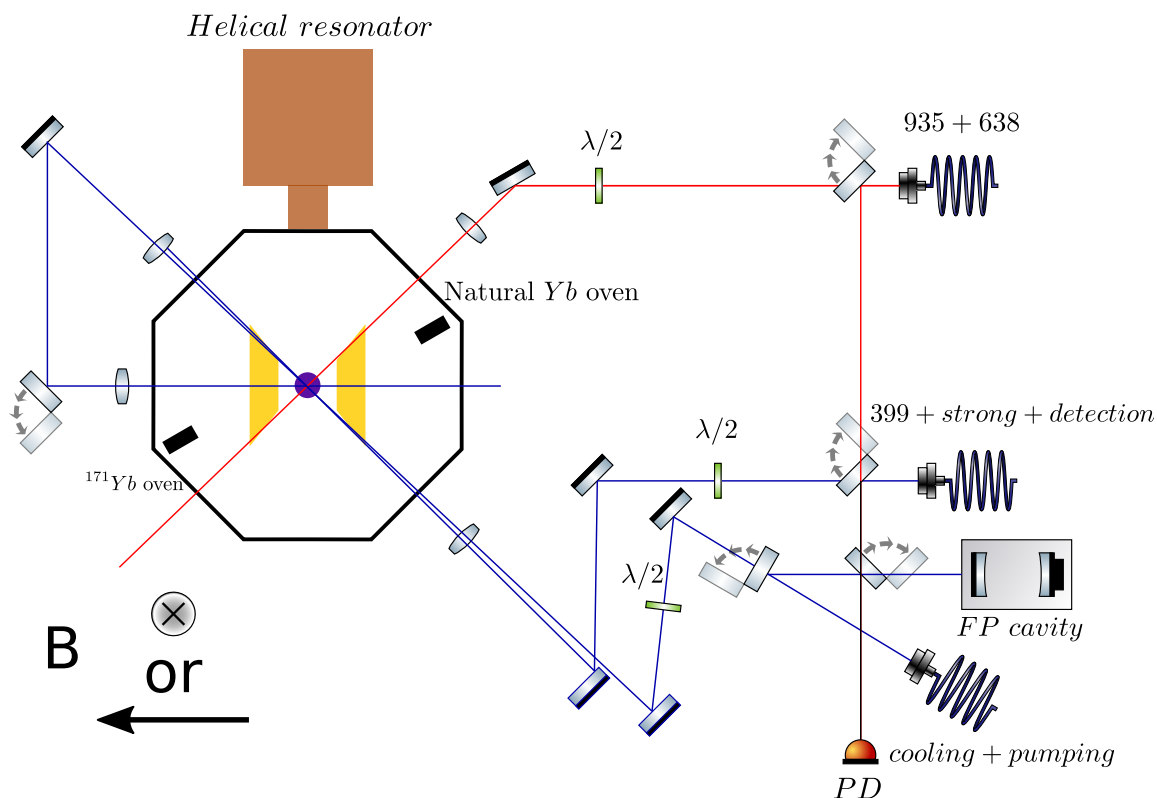 Helical resonator
935 + 638
λ/2
Natural Yb oven
399 + strong + detection
λ/2
¹⁷¹Yb oven
λ/2
FP cavity
B
or
cooling + pumping
PD